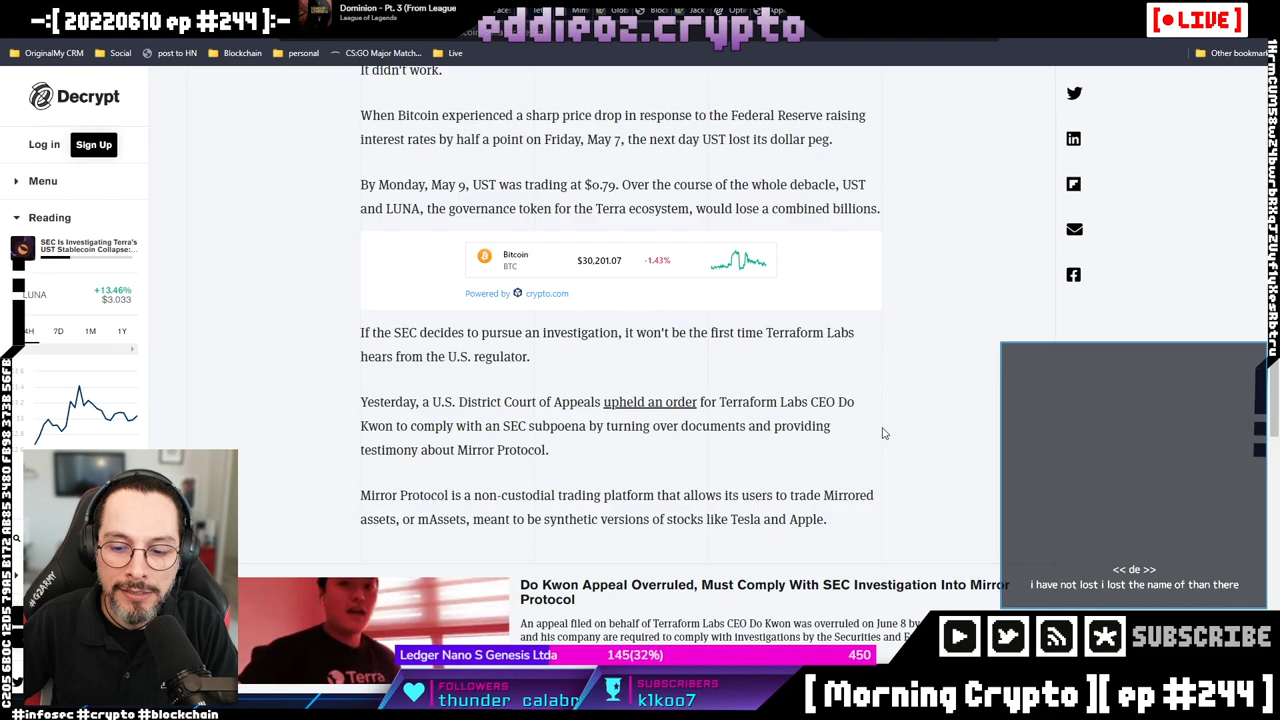 -:[ 20220610 ep #244 ]:-
Dominion - Pt. 3 (From League
League of Legends
eddieoz.crypto
[● LIVE]
OriginalMy CRM
Social
post to HN
Blockchain
personal
CS:GO Major Match...
Live
Other bookmar
Decrypt
Log in
Sign Up
Menu
Reading
SEC Is Investigating Terra's
UST Stablecoin Collapse:...
LUNA
+13.46%
$3.033
7D
1M
1Y
It didn't work.
When Bitcoin experienced a sharp price drop in response to the Federal Reserve raising
interest rates by half a point on Friday, May 7, the next day UST lost its dollar peg.
By Monday, May 9, UST was trading at $0.79. Over the course of the whole debacle, UST
and LUNA, the governance token for the Terra ecosystem, would lose a combined billions.
Bitcoin
BTC
$30,201.07
-1.43%
Powered by crypto.com
If the SEC decides to pursue an investigation, it won't be the first time Terraform Labs
hears from the U.S. regulator.
Yesterday, a U.S. District Court of Appeals upheld an order for Terraform Labs CEO Do
Kwon to comply with an SEC subpoena by turning over documents and providing
testimony about Mirror Protocol.
Mirror Protocol is a non-custodial trading platform that allows its users to trade Mirrored
assets, or mAssets, meant to be synthetic versions of stocks like Tesla and Apple.
<< de >>
i have not lost i lost the name of than there
Do Kwon Appeal Overruled, Must Comply With SEC Investigation Into Mirror
Protocol
An appeal filed on behalf of Terraform Labs CEO Do Kwon was overruled on June 8 by
and his company are required to comply with investigations by the Securities and
Terra
Ledger Nano S Genesis Ltda
145(32%)
450
FOLLOWERS
thunder_calabr
SUBSCRIBERS
k1koo7
SUBSCRIBE
[ Morning Crypto ][ ep #244 ]
#infosec #crypto #blockchain